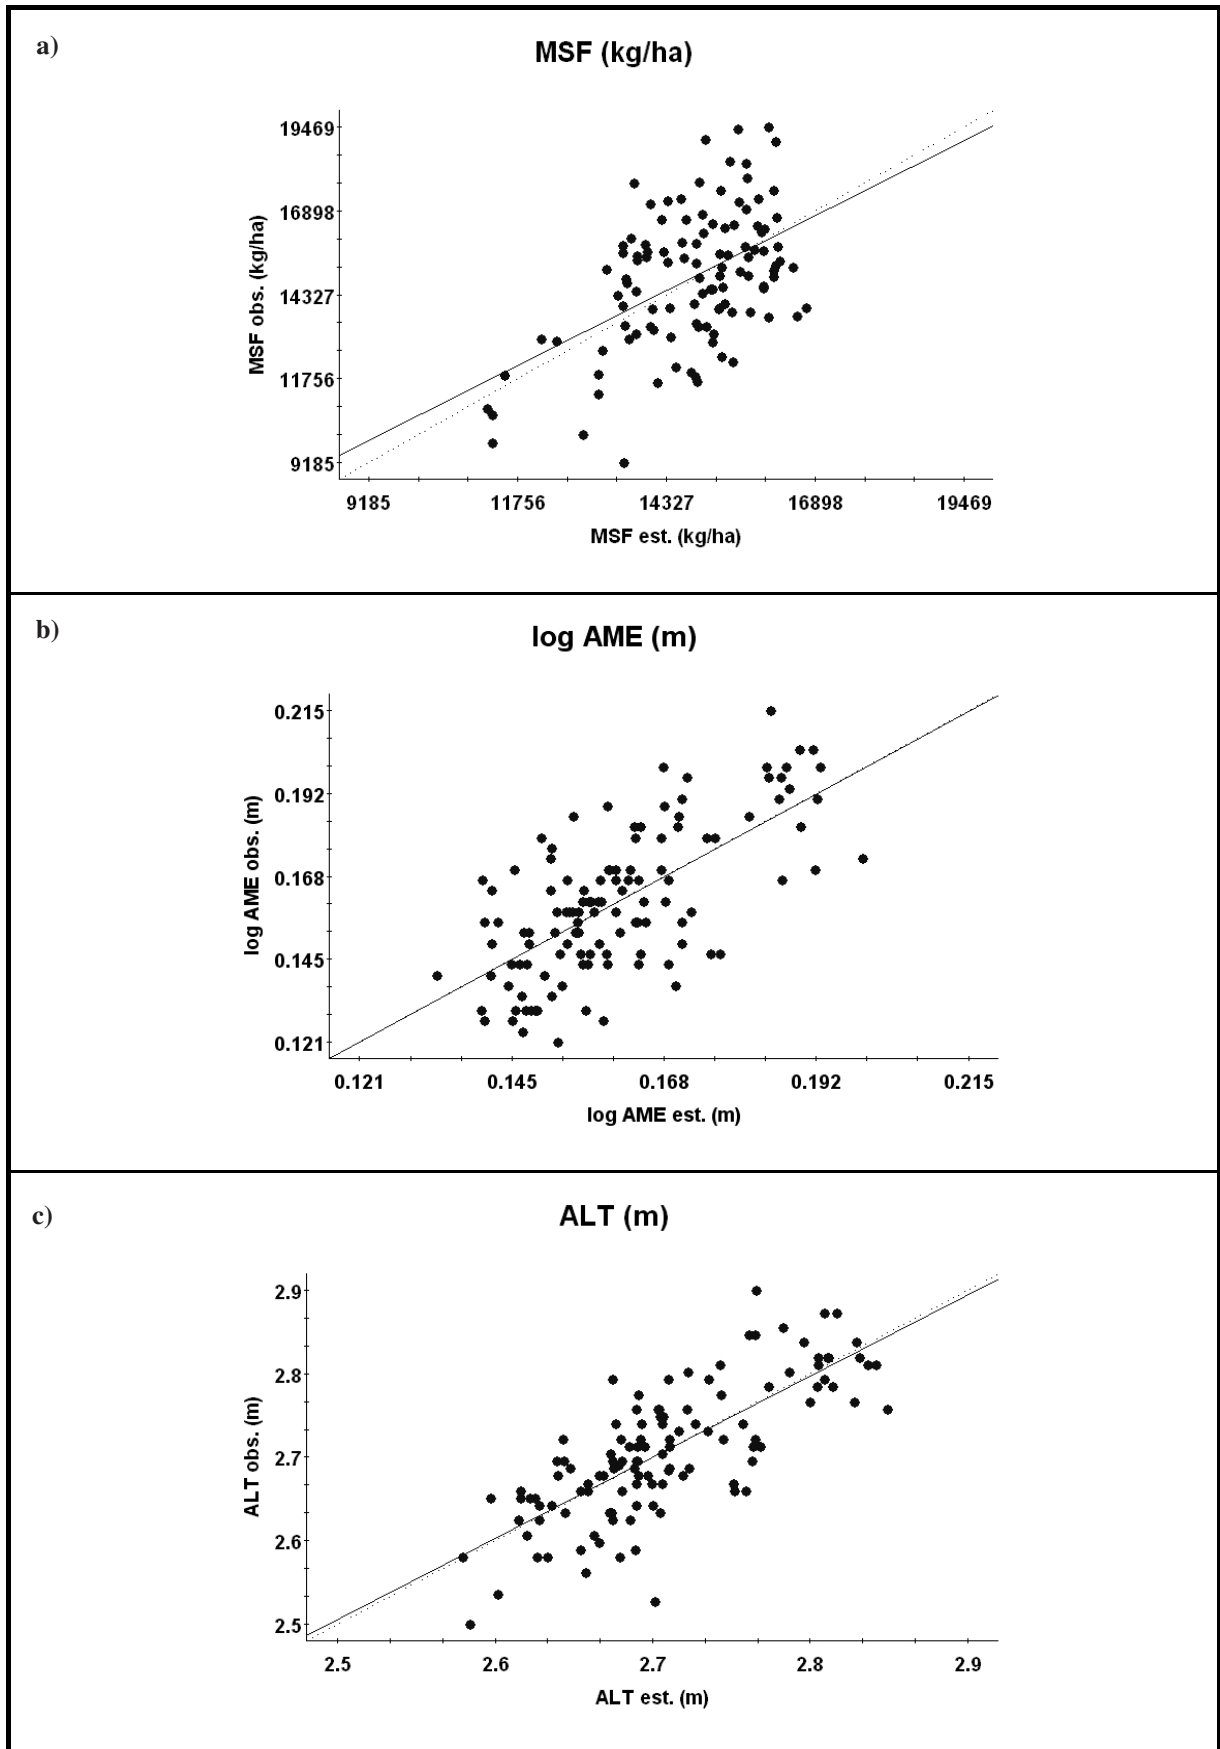 a)
MSF (kg/ha)
19469
16898
14327
11756
9185
MSF obs. (kg/ha)
9185 11756 14327 16898 19469
MSF est. (kg/ha)
b)
log AME (m)
0.215
0.192
0.168
0.145
0.121
log AME obs. (m)
0.121 0.145 0.168 0.192 0.215
log AME est. (m)
c)
ALT (m)
2.9
2.8
2.7
2.6
2.5
ALT obs. (m)
2.5 2.6 2.7 2.8 2.9
ALT est. (m)